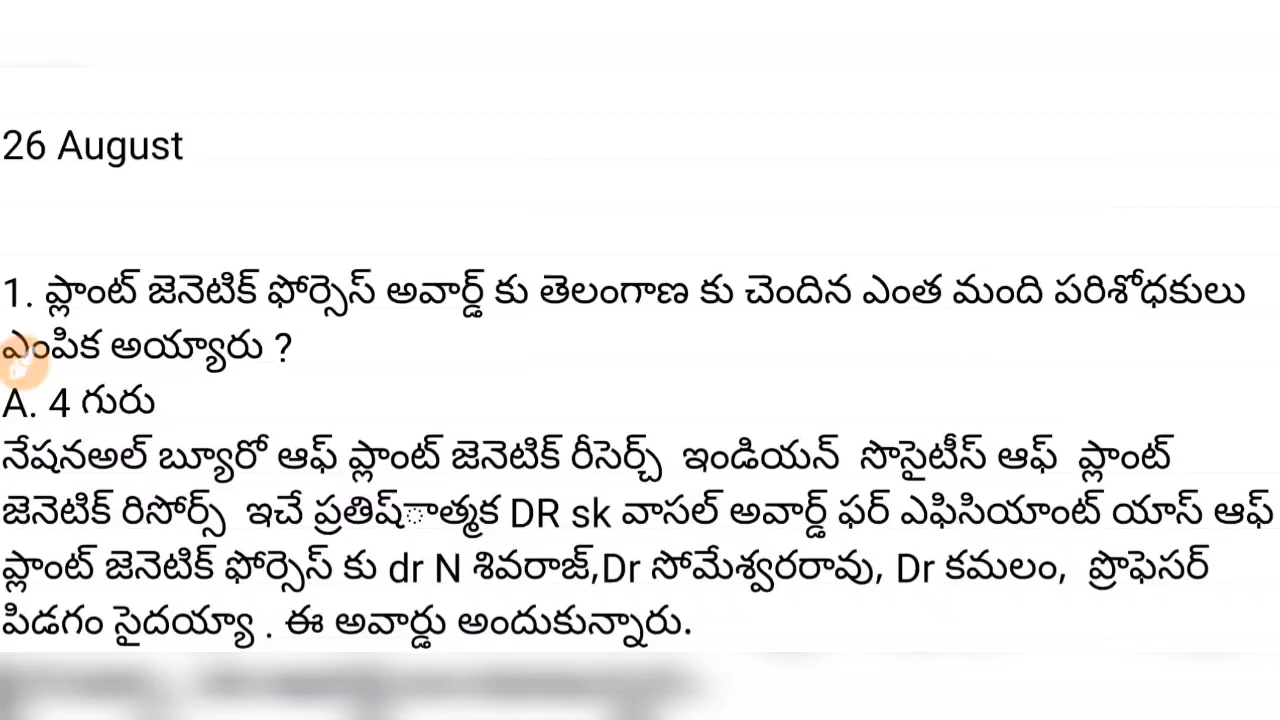 26 August
1. ప్లాంట్ జెనెటిక్ ఫోర్సెస్ అవార్డ్ కు తెలంగాణ కు చెందిన ఎంత మంది పరిశోధకులు
ఎంపిక అయ్యారు ?
A. 4 గురు
నేషనఅల్ బ్యూరో ఆఫ్ ప్లాంట్ జెనెటిక్ రీసెర్చ్ ఇండియన్ సొసైటీస్ ఆఫ్ ప్లాంట్
జెనెటిక్ రిసోర్స్ ఇచే ప్రతిష్ాత్మక DR sk వాసల్ అవార్డ్ ఫర్ ఎఫిసియాంట్ యాస్ ఆఫ్
ప్లాంట్ జెనెటిక్ ఫోర్సెస్ కు dr N శివరాజ్,Dr సోమేశ్వరరావు, Dr కమలం, ప్రొఫెసర్
పిడగం సైదయ్యా . ఈ అవార్డు అందుకున్నారు.